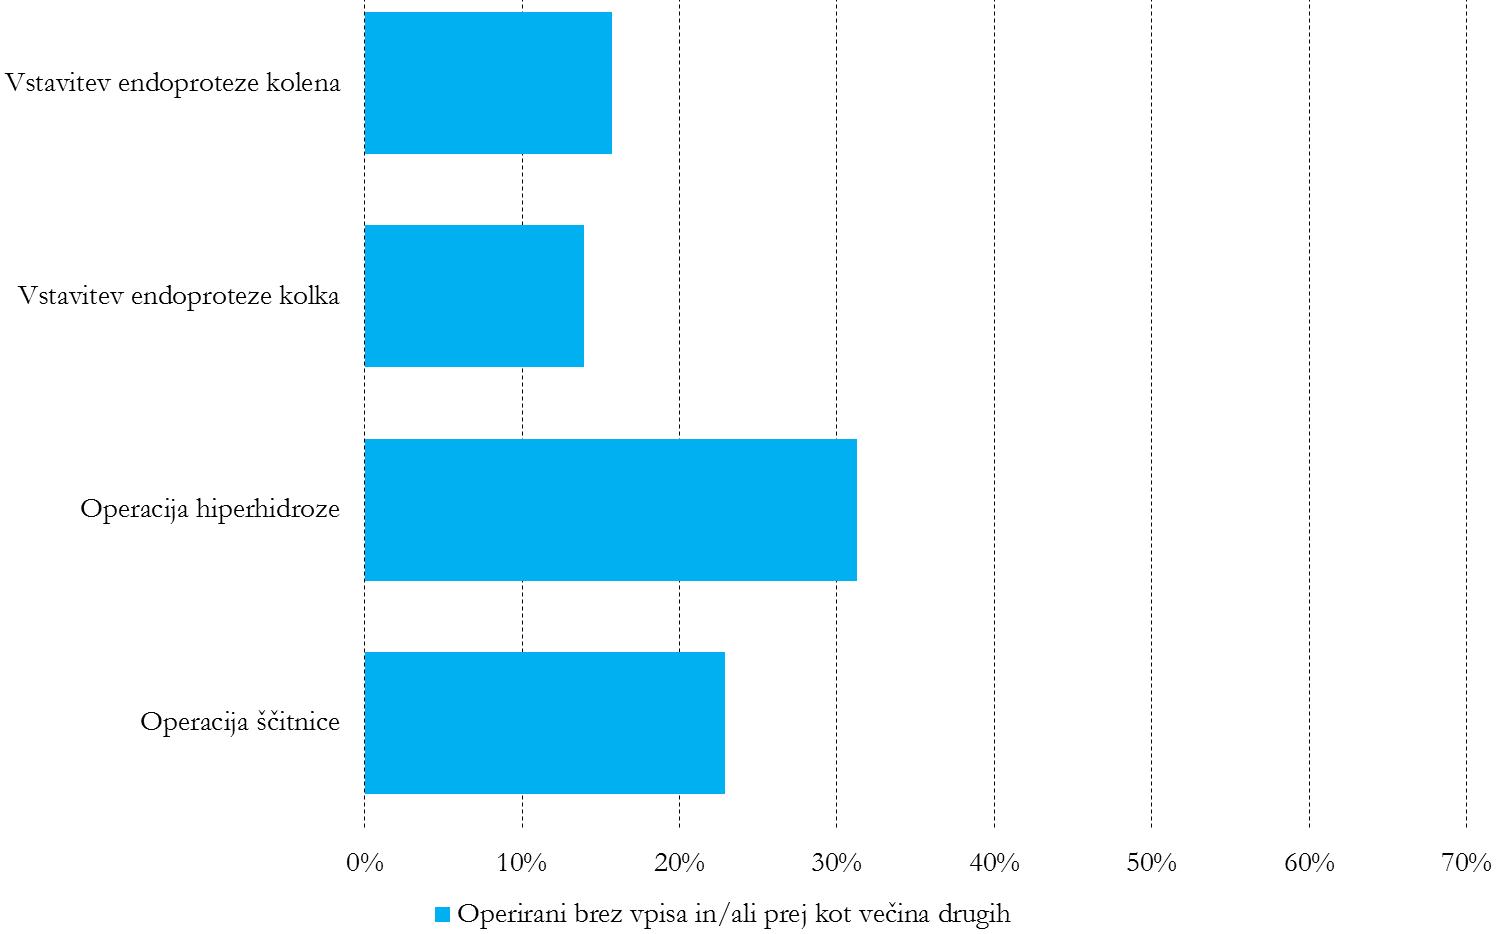 Vstavitev endoproteze kolena
Vstavitev endoproteze kolka
Operacija hiperhidroze
Operacija ščitnice
0% 10% 20% 30% 40% 50% 60% 70%
Operirani brez vpisa in/ali prej kot večina drugih